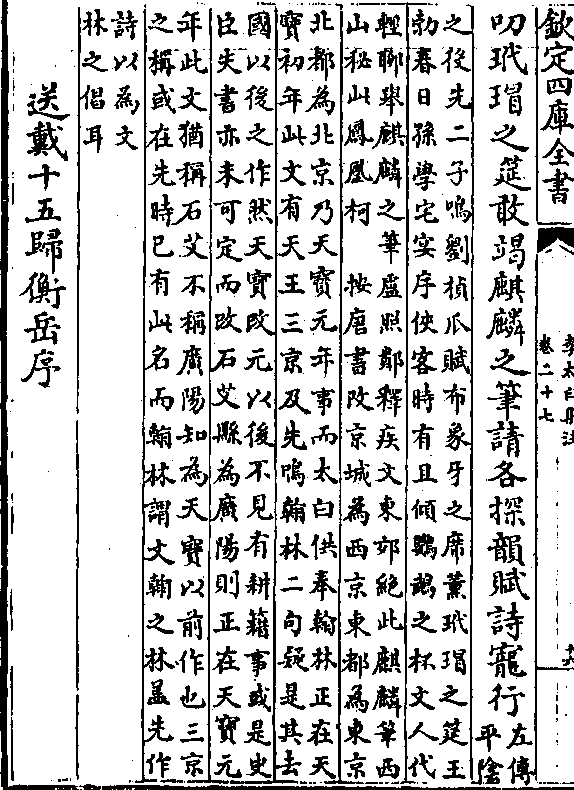 欽定四庫全書
李太白集注
卷二十七
叨玳瑁之筵敢竭麒麟之筆請各探韻賦詩寵行
左傳
平陰
之後先二子鳴劉楨瓜賦布象牙之席薰玳瑁之筵王
勃春日孫學宅宴序俠客時有且傾鸚鵡之杯文人代
輕聊舉麒麟之筆盧照鄰釋疾文東郊絕此麒麟筆西
山秘此鳳凰柯　按唐書改京城為西京東都為東京
北都為北京乃天寶元年事而太白供奉翰林正在天
寶初年此文有天王三京及先鳴翰林二句疑是其去
國以後之作然天寶改元以後不見有耕籍事或是史
臣失書亦未可定而改石艾縣為廣陽則正在天寶元
年此文猶稱石艾不稱廣陽知為天寶以前作也三京
之稱或在先時已有此名而翰林謂文翰之林蓋先作
詩以為文
林之倡耳
送戴十五歸衡岳序